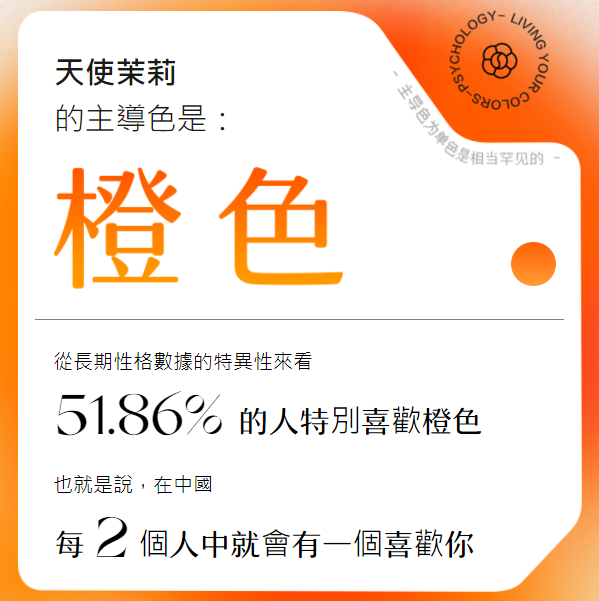 天使茉莉
的主導色是：
橙色
PSYCHOLOGY- LIVING YOUR COLORS-
- 主导色为单色是相当罕见的 -
從長期性格數據的特異性來看
51.86% 的人特別喜歡橙色
也就是說，在中國
每 2 個人中就會有一個喜歡你